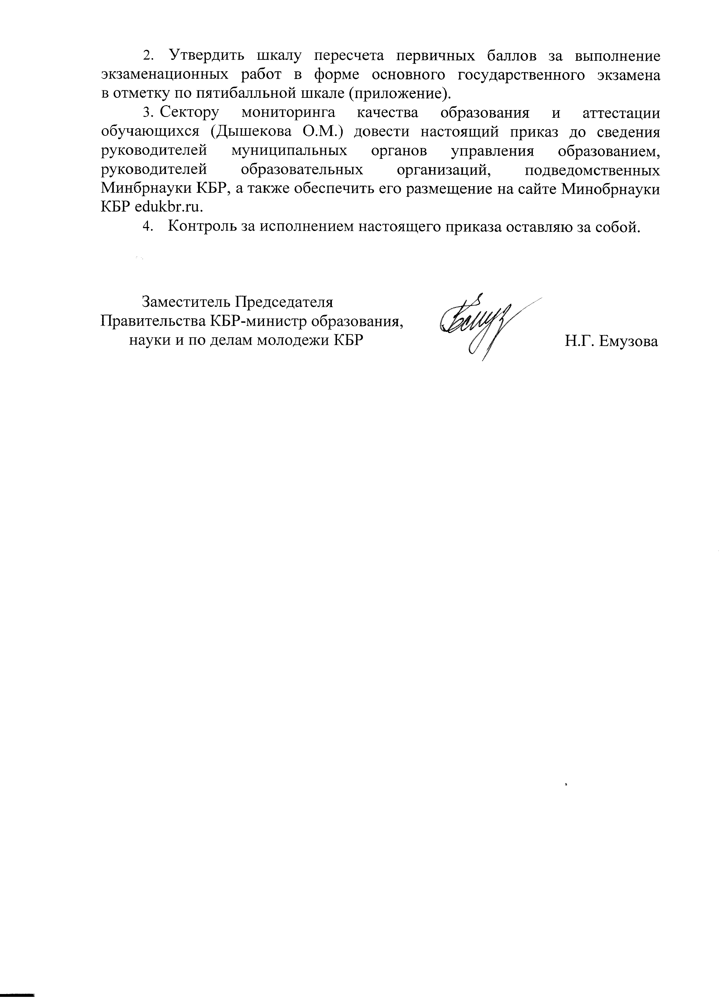 2. Утвердить шкалу пересчета первичных баллов за выполнение
экзаменационных работ в форме основного государственного экзамена
в отметку по пятибалльной шкале (приложение).
3. Сектору мониторинга качества образования и аттестации
обучающихся (Дышекова О.М.) довести настоящий приказ до сведения
руководителей муниципальных органов управления образованием,
руководителей образовательных организаций, подведомственных
Минбрнауки КБР, а также обеспечить его размещение на сайте Минобрнауки
КБР edukbr.ru.
4. Контроль за исполнением настоящего приказа оставляю за собой.
Заместитель Председателя
Правительства КБР-министр образования,
науки и по делам молодежи КБР
Н.Г. Емузова